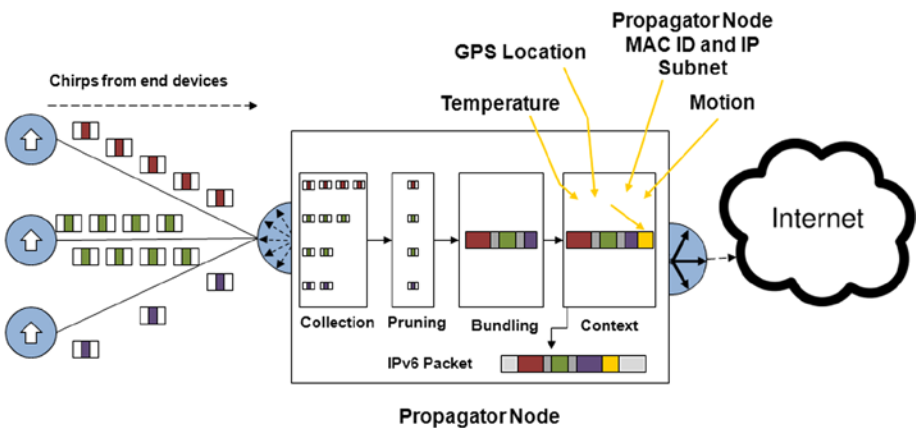 Propagator Node
MAC ID and IP
Subnet
GPS Location
Chirps from end devices
Temperature
Motion
Internet
Collection
Pruning
Bundling
Context
IPv6 Packet
Propagator Node